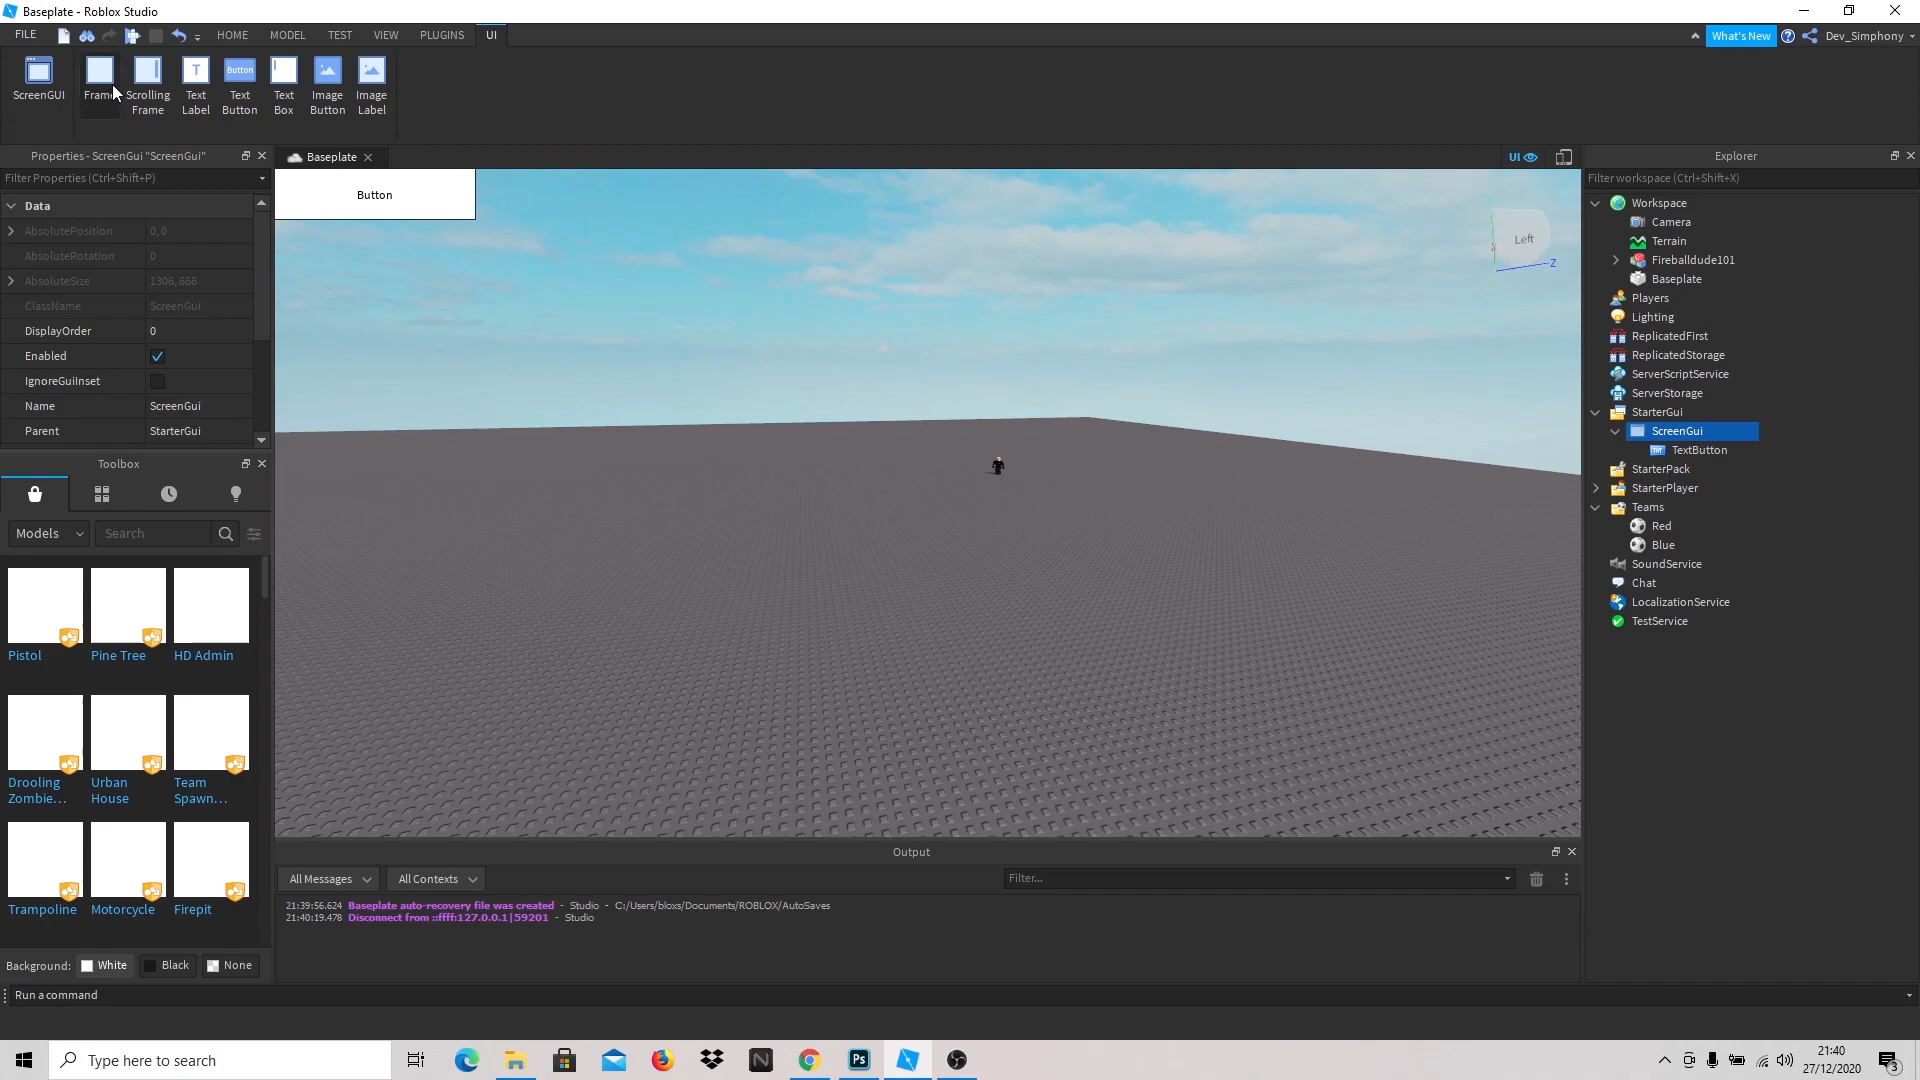 Baseplate - Roblox Studio
FILE
HOME
MODEL
TEST
VIEW
PLUGINS
UI
What's New
Dev_Simphony
ScreenGUI
Frame
Scrolling
Frame
Text
Label
Button
Text
Button
Text
Box
Image
Button
Image
Label
Properties - ScreenGui "ScreenGui"
Filter Properties (Ctrl+Shift+P)
Data
AbsolutePosition 0, 0
AbsoluteRotation 0
AbsoluteSize 1306, 668
ClassName ScreenGui
DisplayOrder 0
Enabled
IgnoreGuiInset
Name ScreenGui
Parent StarterGui
Toolbox
Models
Search
Pistol
Pine Tree
HD Admin
Drooling
Zombie...
Urban
House
Team
Spawn...
Trampoline
Motorcycle
Firepit
Background: White Black None
Run a command
Baseplate
UI
Button
Left
Z
Output
All Messages
All Contexts
Filter...
21:39:56.624 Baseplate auto-recovery file was created - Studio - C:/Users/bloxs/Documents/ROBLOX/AutoSaves
21:40:19.478 Disconnect from ::ffff:127.0.0.1|59201 - Studio
Explorer
Filter workspace (Ctrl+Shift+X)
Workspace
Camera
Terrain
Fireballdude101
Baseplate
Players
Lighting
ReplicatedFirst
ReplicatedStorage
ServerScriptService
ServerStorage
StarterGui
ScreenGui
TextButton
StarterPack
StarterPlayer
Teams
Red
Blue
SoundService
Chat
LocalizationService
TestService
Type here to search
Ps
21:40
27/12/2020
3